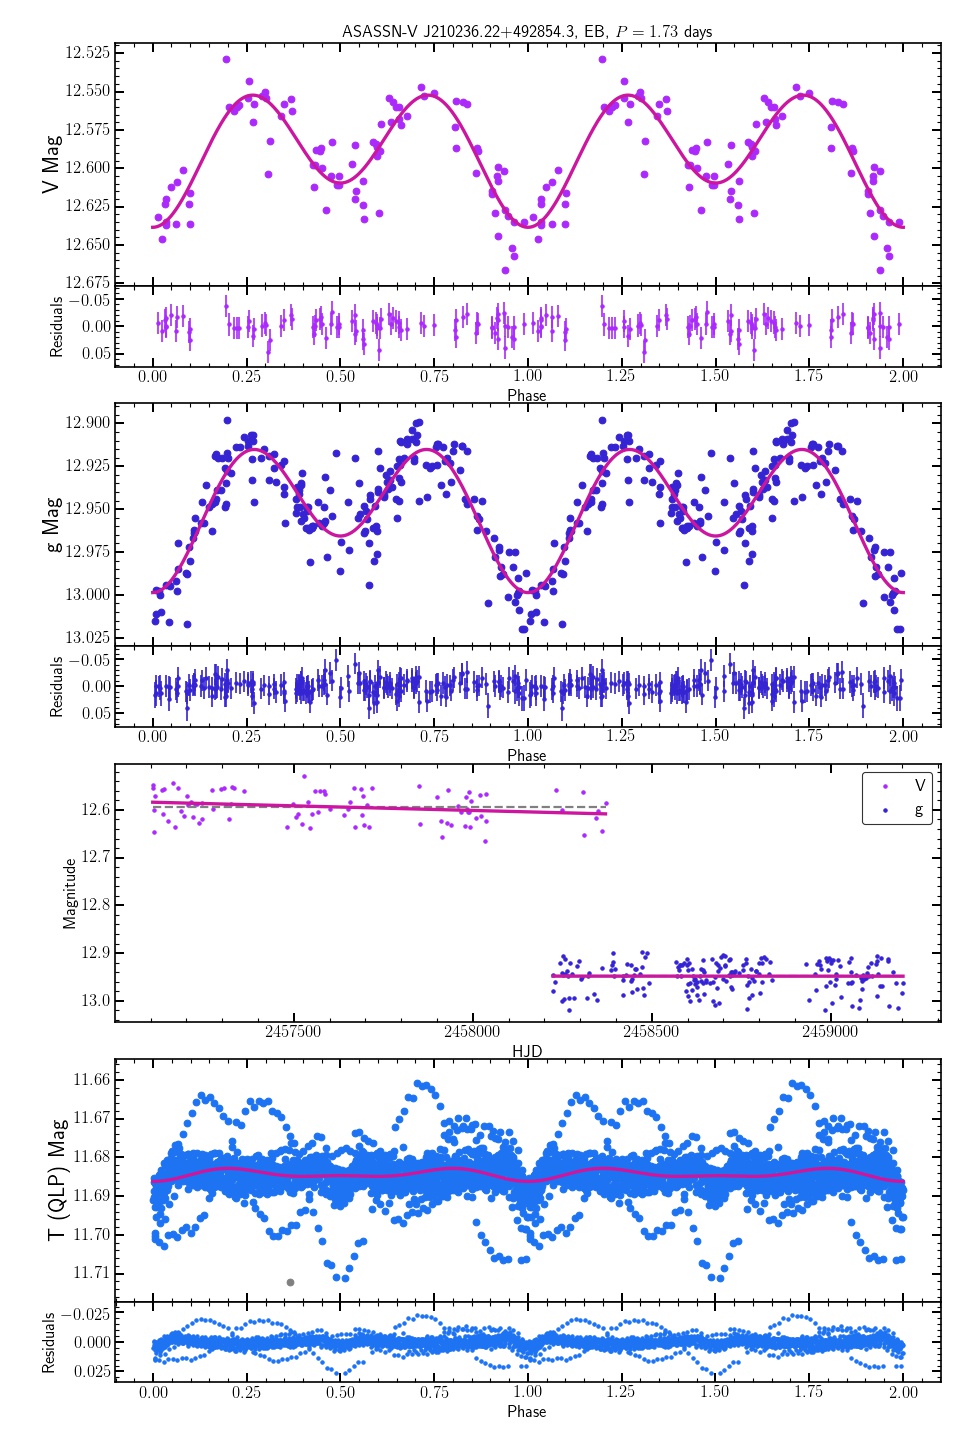 ASASSN-V J210236.22+492854.3, EB, P = 1.73 days
12.525
12.550
12.575
12.600
12.625
12.650
12.675
V Mag
−0.05
0.00
0.05
Residuals
0.00 0.25 0.50 0.75 1.00 1.25 1.50 1.75 2.00
Phase
12.900
12.925
12.950
12.975
13.000
13.025
g Mag
−0.05
0.00
0.05
Residuals
0.00 0.25 0.50 0.75 1.00 1.25 1.50 1.75 2.00
Phase
V
g
12.6
12.7
12.8
12.9
13.0
Magnitude
2457500 2458000 2458500 2459000
HJD
11.66
11.67
11.68
11.69
11.70
11.71
T (QLP) Mag
−0.025
0.000
0.025
Residuals
0.00 0.25 0.50 0.75 1.00 1.25 1.50 1.75 2.00
Phase